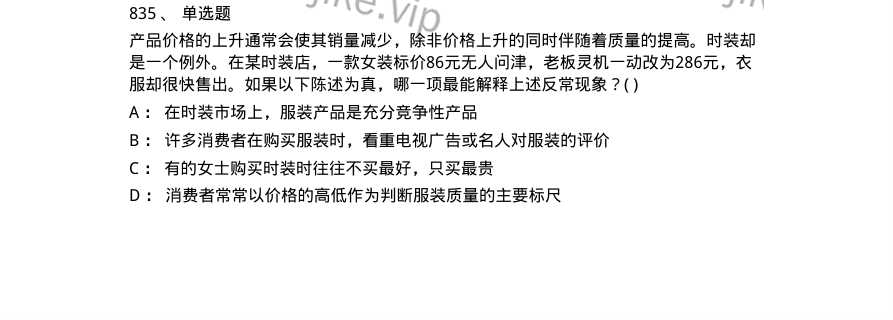 jike.vip
835 、 单选题
产品价格的上升通常会使其销量减少，除非价格上升的同时伴随着质量的提高。时装却
是一个例外。在某时装店，一款女装标价86元无人问津，老板灵机一动改为286元，衣
服却很快售出。如果以下陈述为真，哪一项最能解释上述反常现象？( )
A ： 在时装市场上，服装产品是充分竞争性产品
B ： 许多消费者在购买服装时，看重电视广告或名人对服装的评价
C ： 有的女士购买时装时往往不买最好，只买最贵
D ： 消费者常常以价格的高低作为判断服装质量的主要标尺